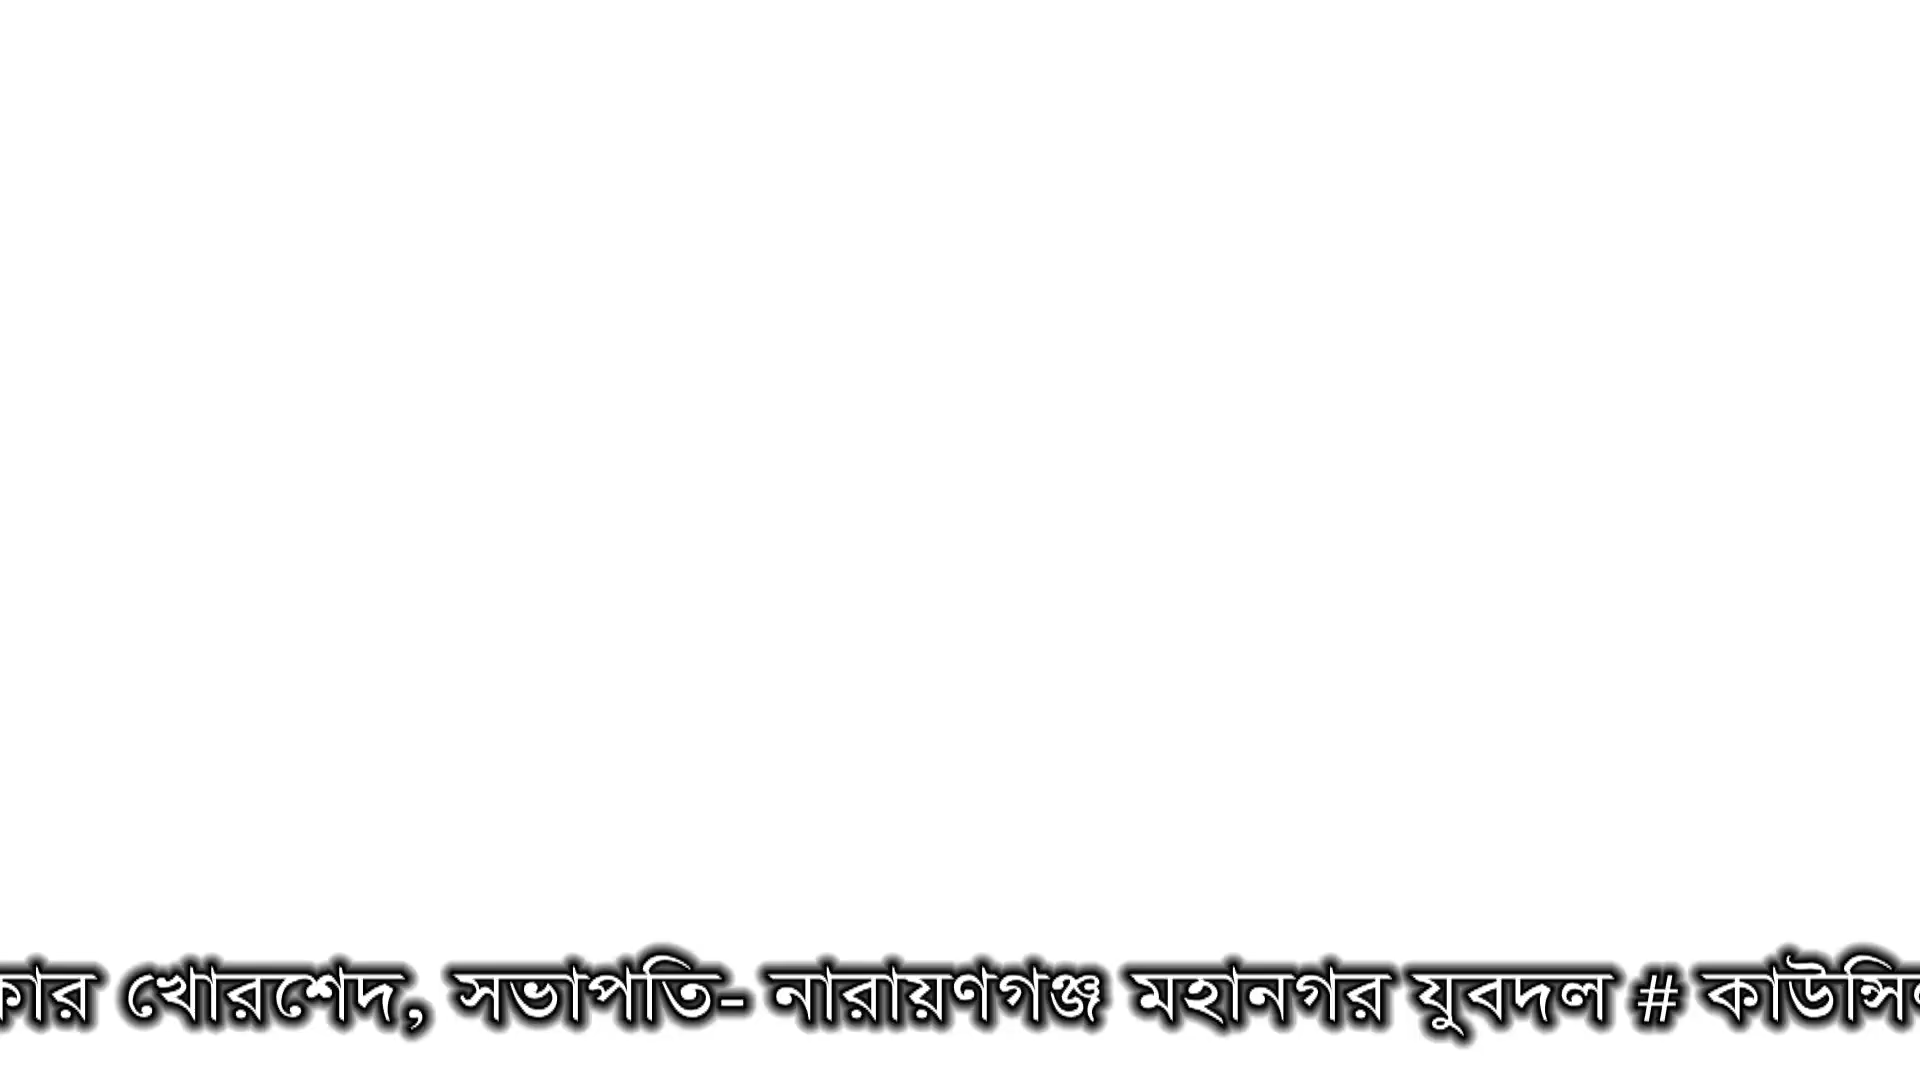 কার খোরশেদ, সভাপতি- নারায়ণগঞ্জ মহানগর যুবদল # কাউন্সিল